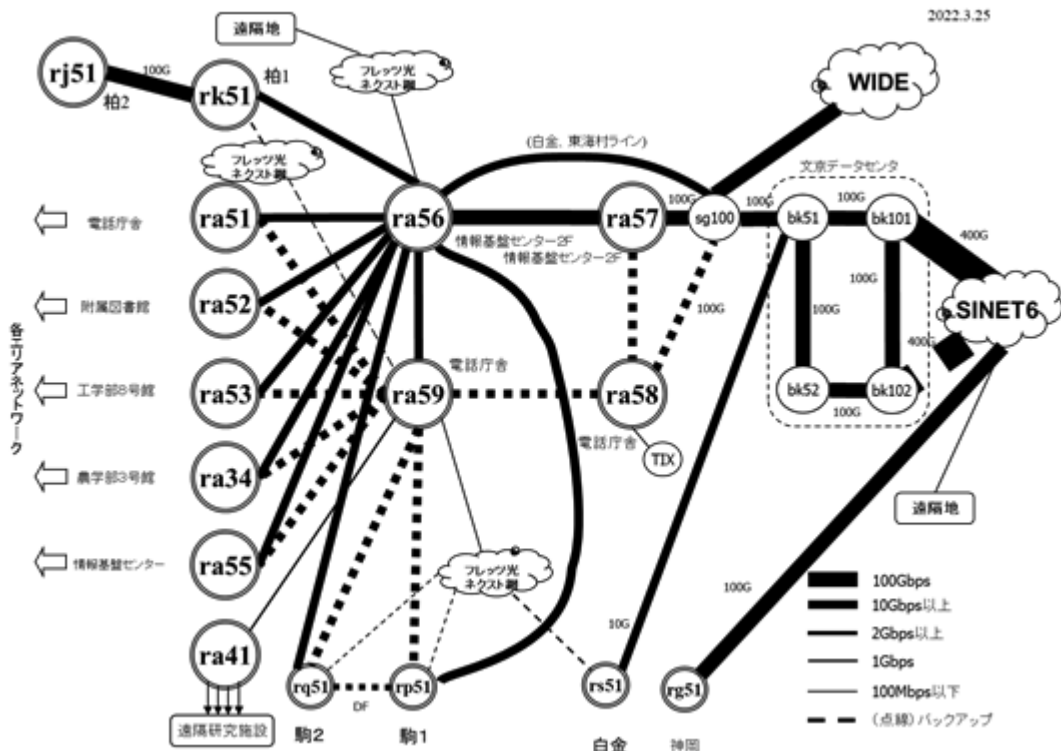 2022.3.25
遠隔地
フレッツ光
ネクスト網
WIDE
rj51
100G
rk51
柏1
柏2
(白金, 東海村ライン)
文京データセンタ
フレッツ光
ネクスト網
電話庁舎
ra51
ra56
ra57
100G
sg100
100G
bk51
100G
bk101
400G
情報基盤センター2F
情報基盤センター2F
附属図書館
ra52
100G
100G
100G
SINET6
400G
各エリアネットワーク
工学部8号館
ra53
電話庁舎
ra59
ra58
bk52
100G
bk102
電話庁舎
TIX
農学部3号館
ra34
遠隔地
情報基盤センター
ra55
フレッツ光
ネクスト網
100G
100Gbps
10Gbps以上
2Gbps以上
1Gbps
100Mbps以下
(点線) バックアップ
10G
ra41
rq51
DF
rp51
rs51
rg51
遠隔研究施設
駒2
駒1
白金
神岡